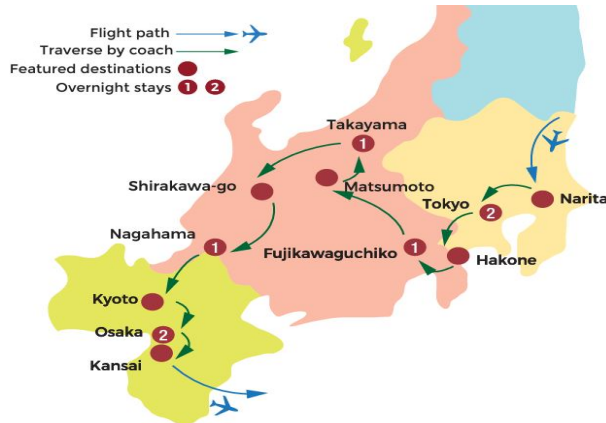 Flight path
Traverse by coach
Featured destinations
Overnight stays 1 2
Takayama
1
Shirakawa-go
Matsumoto
Tokyo
2
Narita
Nagahama
1
Fujikawaguchiko
1
Hakone
Kyoto
Osaka
2
Kansai